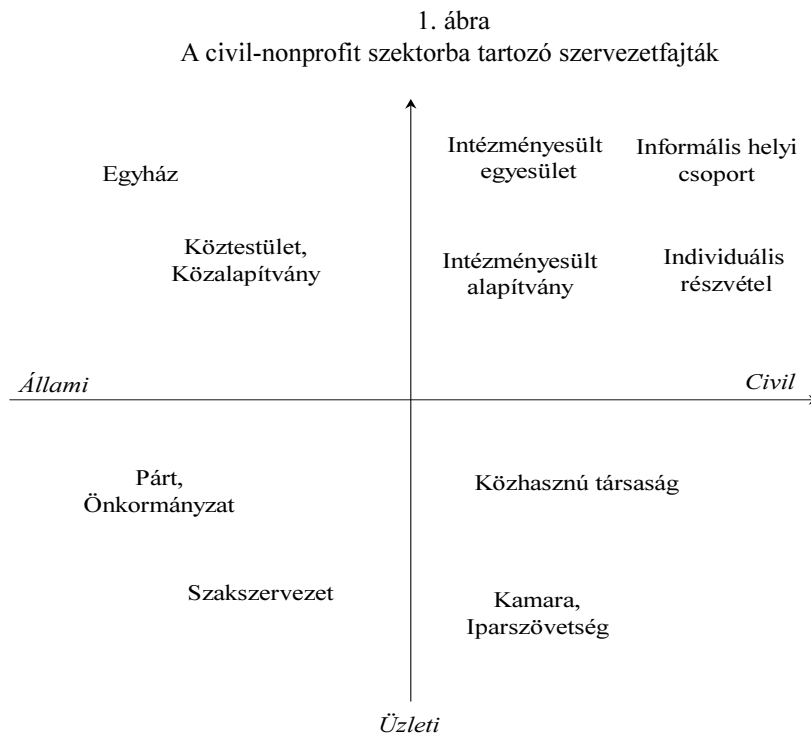 1. ábra
A civil-nonprofit szektorba tartozó szervezetfajták
Egyház
Köztestület,
Közalapítvány
Intézményesült
egyesület
Informális helyi
csoport
Intézményesült
alapítvány
Individuális
részvétel
Állami
Civil
Párt,
Önkormányzat
Szakszervezet
Közhasznú társaság
Kamara,
Iparszövetség
Üzleti